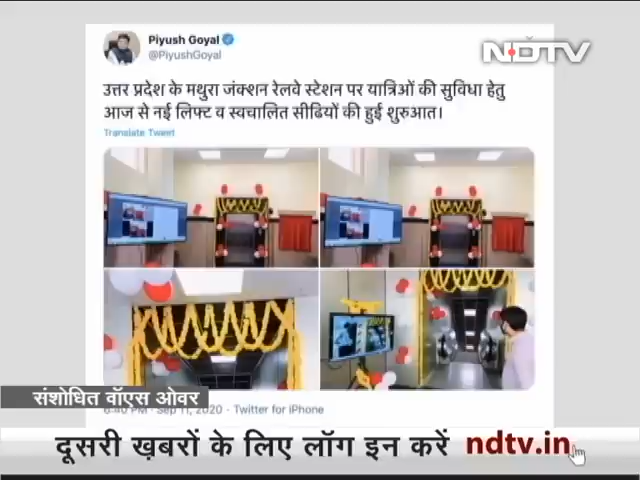 Piyush Goyal
@PiyushGoyal
NDTV
उत्तर प्रदेश के मथुरा जंक्शन रेलवे स्टेशन पर यात्रिओं की सुविधा हेतु
आज से नई लिफ्ट व स्वचालित सीढियों की हुई शुरुआत।
Translate Tweet
संशोधित वॉएस ओवर
6:40 PM · Sep 11, 2020 · Twitter for iPhone
दूसरी ख़बरों के लिए लॉग इन करें ndtv.in